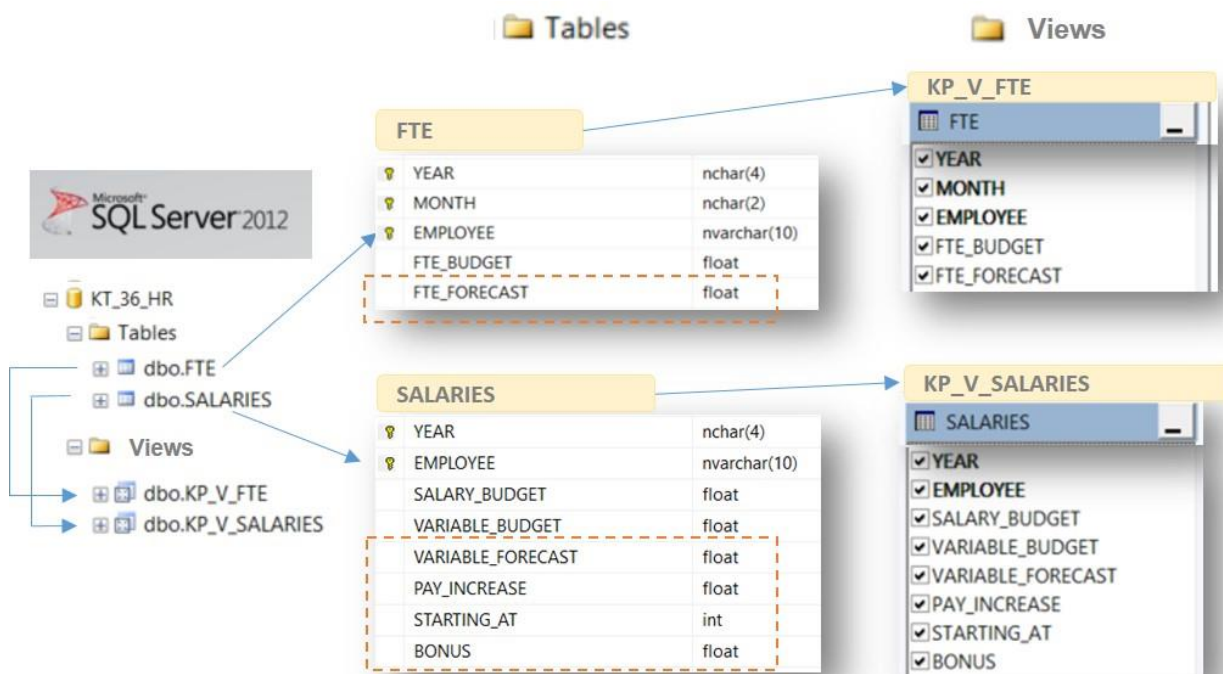 Tables
Views
Microsoft®
SQL Server® 2012
KT_36_HR
Tables
dbo.FTE
dbo.SALARIES
Views
dbo.KP_V_FTE
dbo.KP_V_SALARIES
FTE
YEAR nchar(4)
MONTH nchar(2)
EMPLOYEE nvarchar(10)
FTE_BUDGET float
FTE_FORECAST float
KP_V_FTE
FTE
YEAR
MONTH
EMPLOYEE
FTE_BUDGET
FTE_FORECAST
SALARIES
YEAR nchar(4)
EMPLOYEE nvarchar(10)
SALARY_BUDGET float
VARIABLE_BUDGET float
VARIABLE_FORECAST float
PAY_INCREASE float
STARTING_AT int
BONUS float
KP_V_SALARIES
SALARIES
YEAR
EMPLOYEE
SALARY_BUDGET
VARIABLE_BUDGET
VARIABLE_FORECAST
PAY_INCREASE
STARTING_AT
BONUS